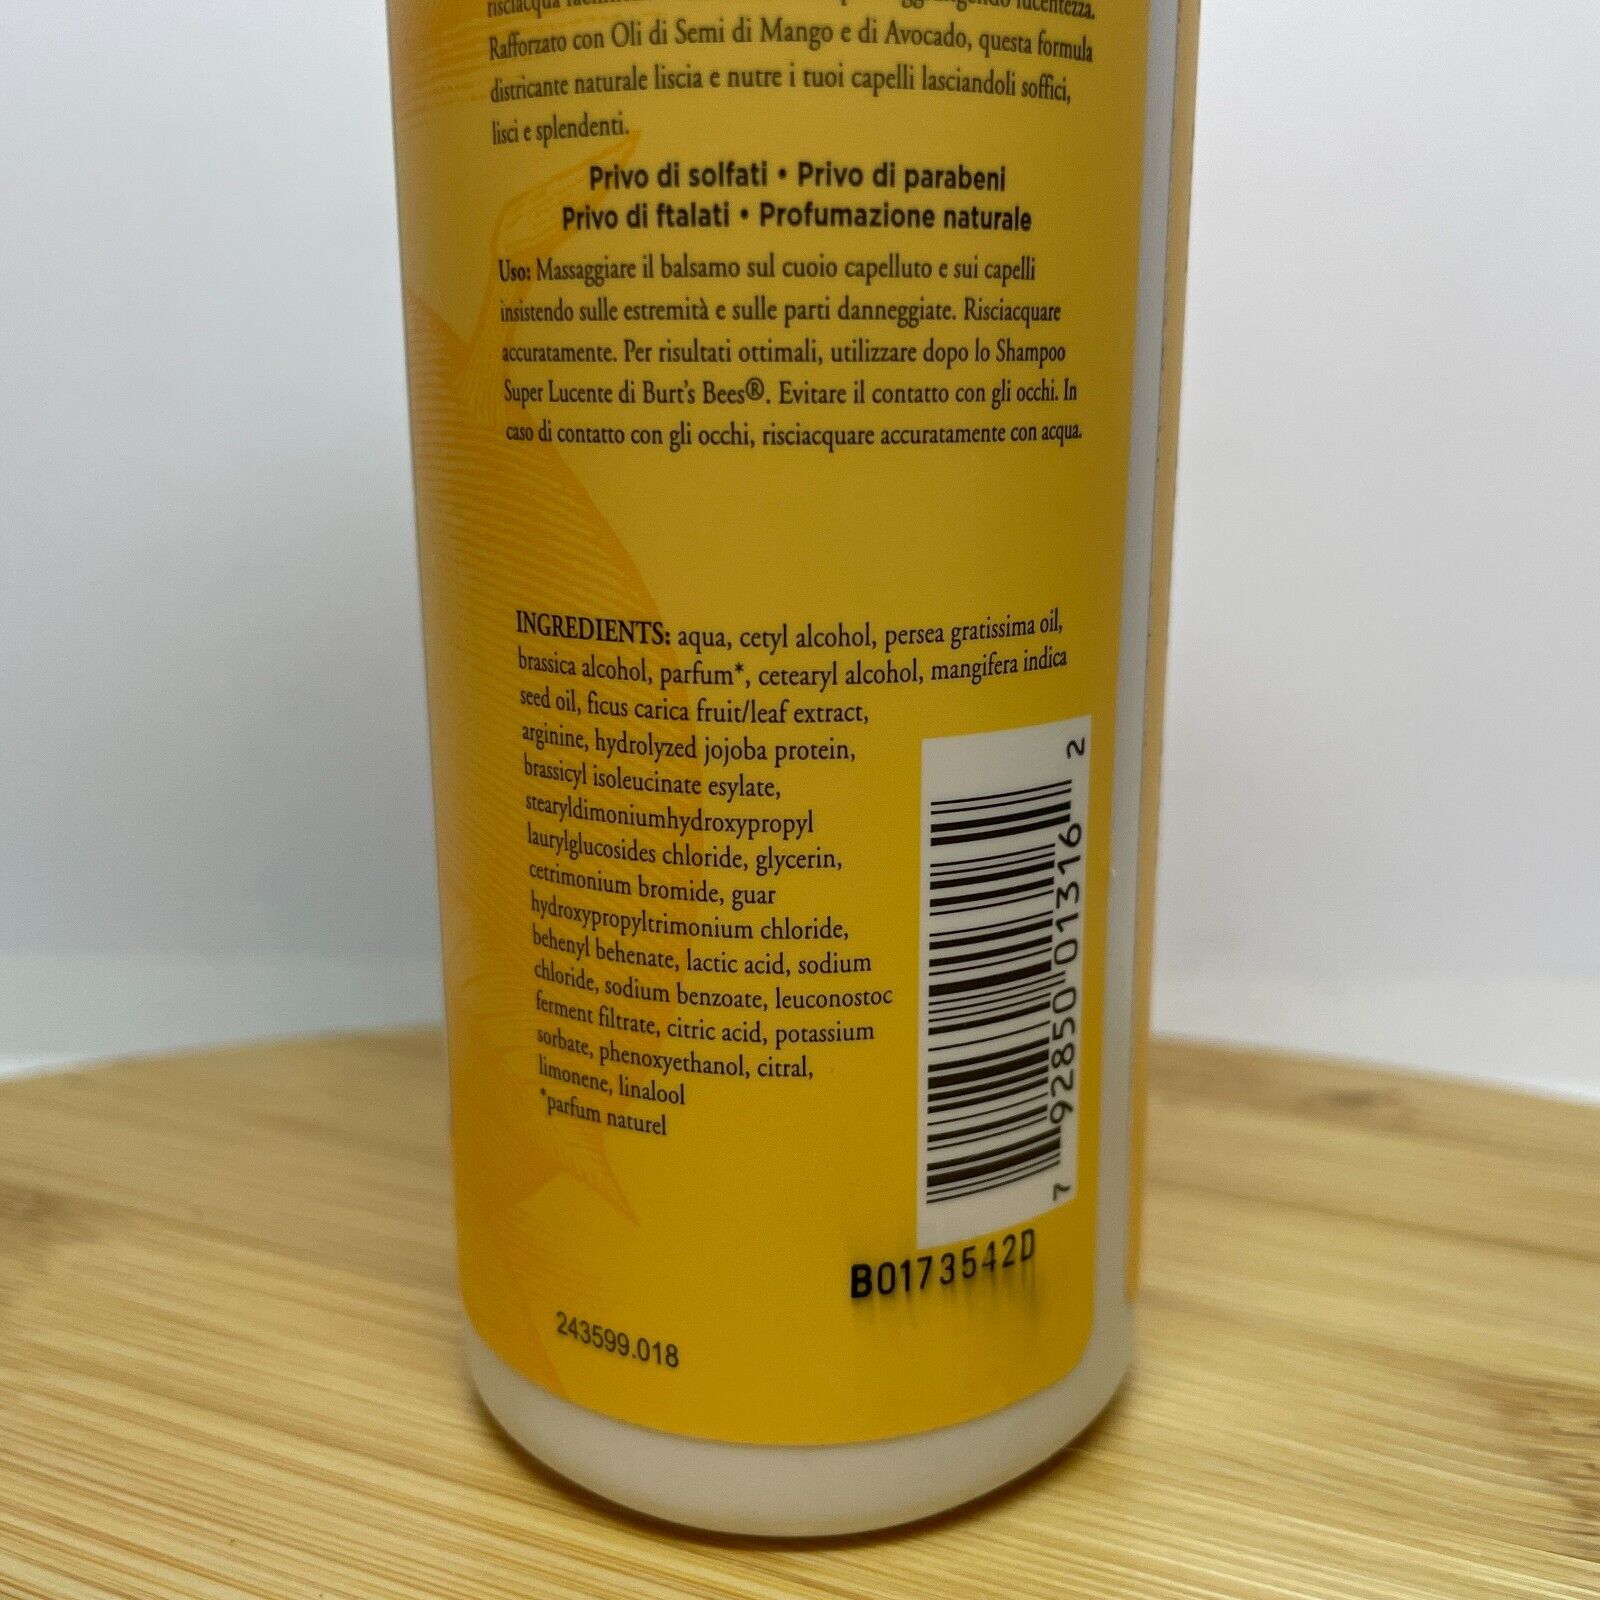 risciacqua lucentezza.
Rafforzato con Oli di Semi di Mango e di Avocado, questa formula
districante naturale liscia e nutre i tuoi capelli lasciandoli soffici,
lisci e splendenti.
Privo di solfati • Privo di parabeni
Privo di ftalati • Profumazione naturale
Uso: Massaggiare il balsamo sul cuoio capelluto e sui capelli
insistendo sulle estremità e sulle parti danneggiate. Risciacquare
accuratamente. Per risultati ottimali, utilizzare dopo lo Shampoo
Super Lucente di Burt's Bees®. Evitare il contatto con gli occhi. In
caso di contatto con gli occhi, risciacquare accuratamente con acqua.
INGREDIENTS: aqua, cetyl alcohol, persea gratissima oil,
brassica alcohol, parfum*, cetearyl alcohol, mangifera indica
seed oil, ficus carica fruit/leaf extract,
arginine, hydrolyzed jojoba protein,
brassicyl isoleucinate esylate,
stearyldimoniumhydroxypropyl
laurylglucosides chloride, glycerin,
cetrimonium bromide, guar
hydroxypropyltrimonium chloride,
behenyl behenate, lactic acid, sodium
chloride, sodium benzoate, leuconostoc
ferment filtrate, citric acid, potassium
sorbate, phenoxyethanol, citral,
limonene, linalool
*parfum naturel
7 92850 01316 2
B0173542D
243599.018